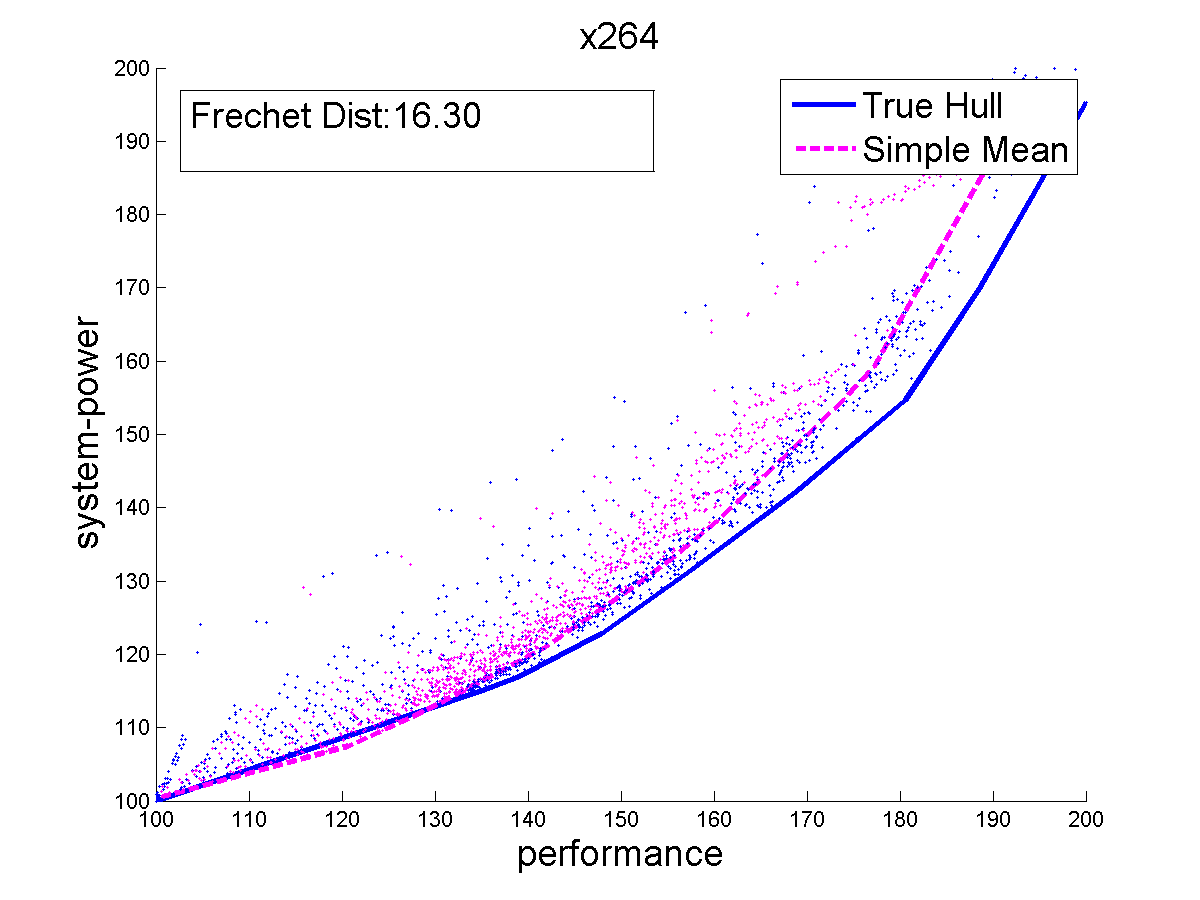 x264
Frechet Dist:16.30
True Hull
Simple Mean
system-power
200
190
180
170
160
150
140
130
120
110
100
100 110 120 130 140 150 160 170 180 190 200
performance